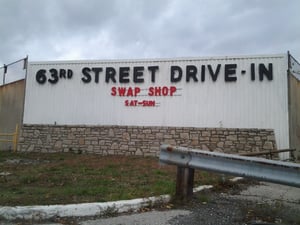 63RD STREET DRIVE-IN
SWAP SHOP
SAT-SUN